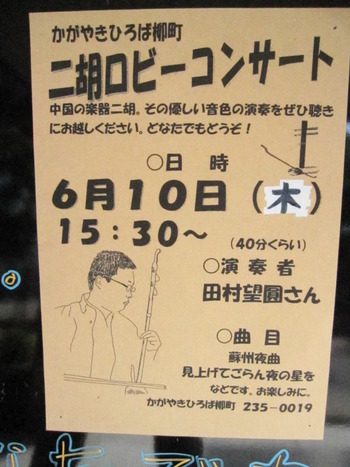 かがやきひろば柳町
二胡ロビーコンサート
中国の楽器二胡。その優しい音色の演奏をぜひ聴き
にお越しください。どなたでもどうぞ！
○日　時
6月10日（木）
15：30～
（40分くらい）
○演 奏 者
田村望圓さん
○曲　目
蘇州夜曲
見上げてごらん夜の星を
などです。お楽しみに。
かがやきひろば柳町　235-0019